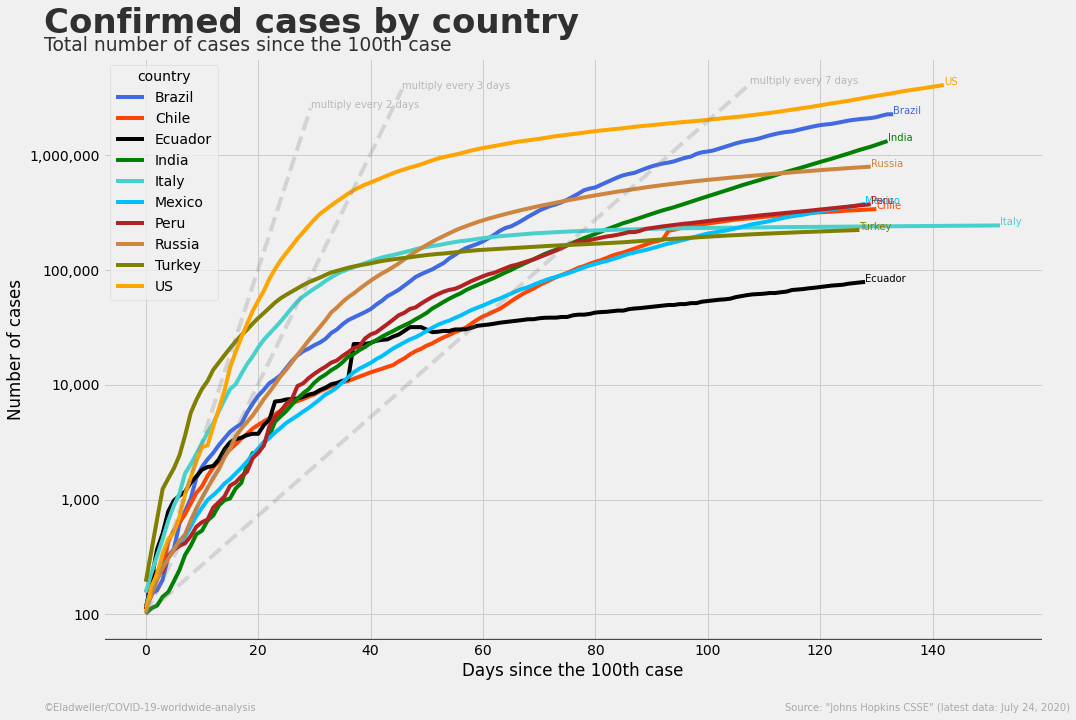 Confirmed cases by country
Total number of cases since the 100th case
country
Brazil
Chile
Ecuador
India
Italy
Mexico
Peru
Russia
Turkey
US
multiply every 2 days
multiply every 3 days
multiply every 7 days
US
Brazil
India
Russia
Mexico
Peru
Chile
Italy
Turkey
Ecuador
Number of cases
1,000,000
100,000
10,000
1,000
100
0 20 40 60 80 100 120 140
Days since the 100th case
©Eladweller/COVID-19-worldwide-analysis
Source: "Johns Hopkins CSSE" (latest data: July 24, 2020)